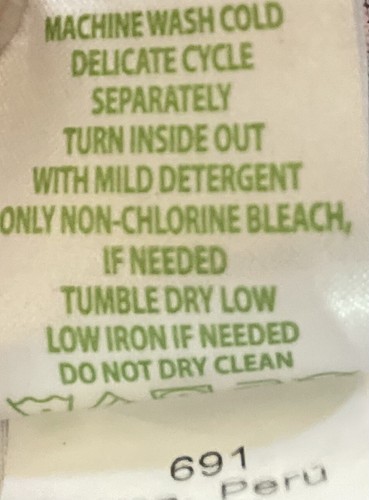 MACHINE WASH COLD
DELICATE CYCLE
SEPARATELY
TURN INSIDE OUT
WITH MILD DETERGENT
ONLY NON-CHLORINE BLEACH,
IF NEEDED
TUMBLE DRY LOW
LOW IRON IF NEEDED
DO NOT DRY CLEAN
691
Perú